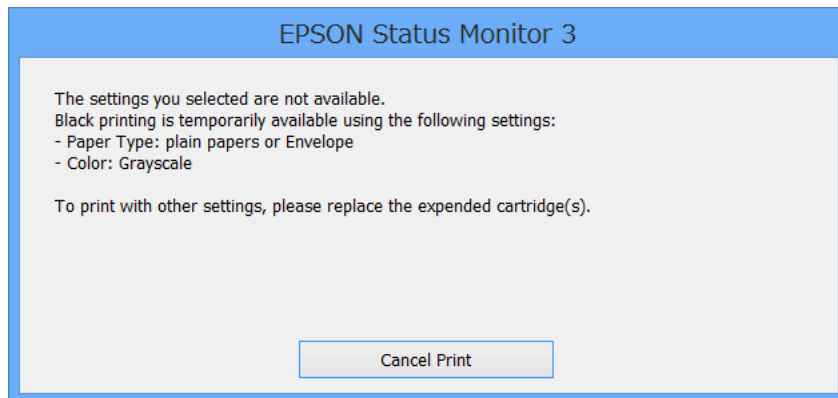 EPSON Status Monitor 3
The settings you selected are not available.
Black printing is temporarily available using the following settings:
- Paper Type: plain papers or Envelope
- Color: Grayscale
To print with other settings, please replace the expended cartridge(s).
Cancel Print